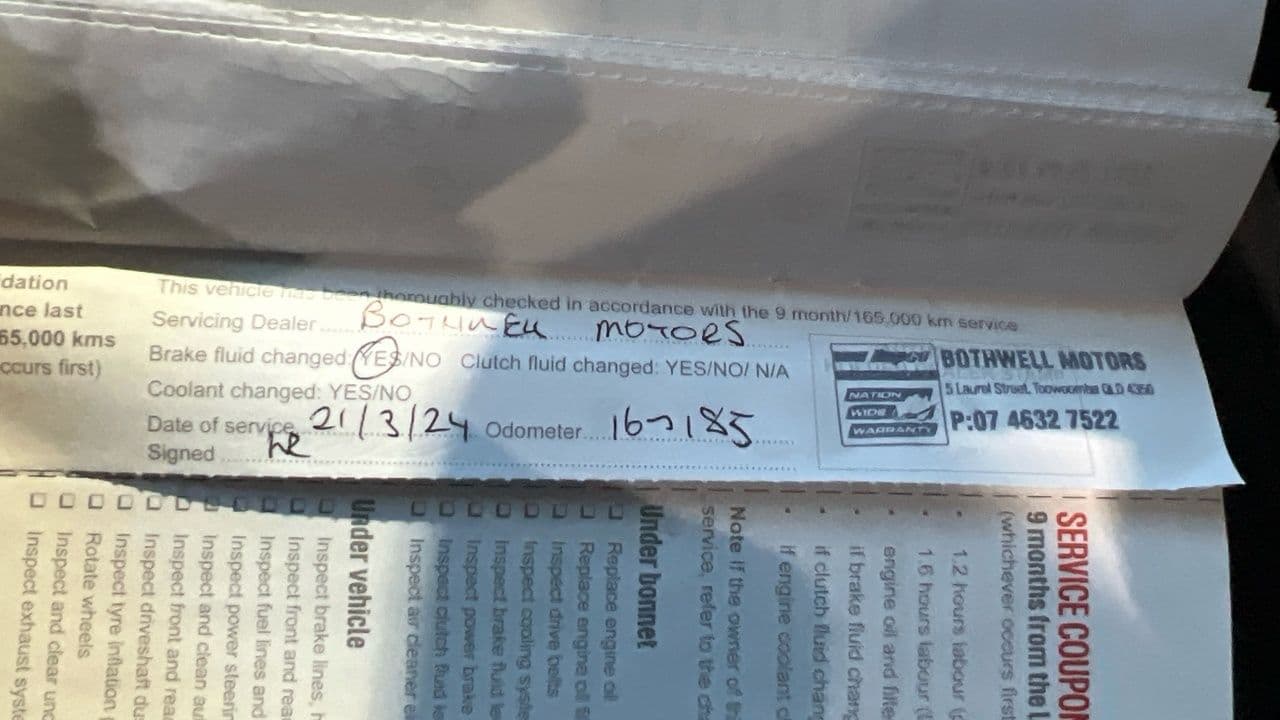 dation
nce last
65,000 kms
ccurs first)
This vehicle has been thoroughly checked in accordance with the 9 month/165,000 km service
Servicing Dealer MOTORS
Brake fluid changed: YES/NO Clutch fluid changed: YES/NO/ N/A
Coolant changed: YES/NO
Date of service 21/3/24 Odometer 167185
Signed
BOTHWELL MOTORS
5 Laurel Street, Toowoomba QLD 4350
P:07 4632 7522
NATION
WIDE
WARRANTY
SERVICE COUPON
9 months from the l
(whichever occurs first
1.2 hours labour (
1.6 hours labour (
engine oil and filte
if brake fluid chang
if clutch fluid chang
if engine coolant c
Note If the owner of
service, refer to the
Under bonnet
Replace engine oil
Replace engine oil
Inspect drive belts
Inspect cooling syste
Inspect brake fluid le
Inspect power brake
Inspect clutch fluid le
Inspect air cleaner e
Under vehicle
Inspect brake lines, h
Inspect front and rea
Inspect fuel lines and
Inspect power steerin
Inspect and clean au
Inspect front and rea
Inspect driveshaft du
Inspect tyre inflation
Rotate wheels
Inspect and clear und
Inspect exhaust syste